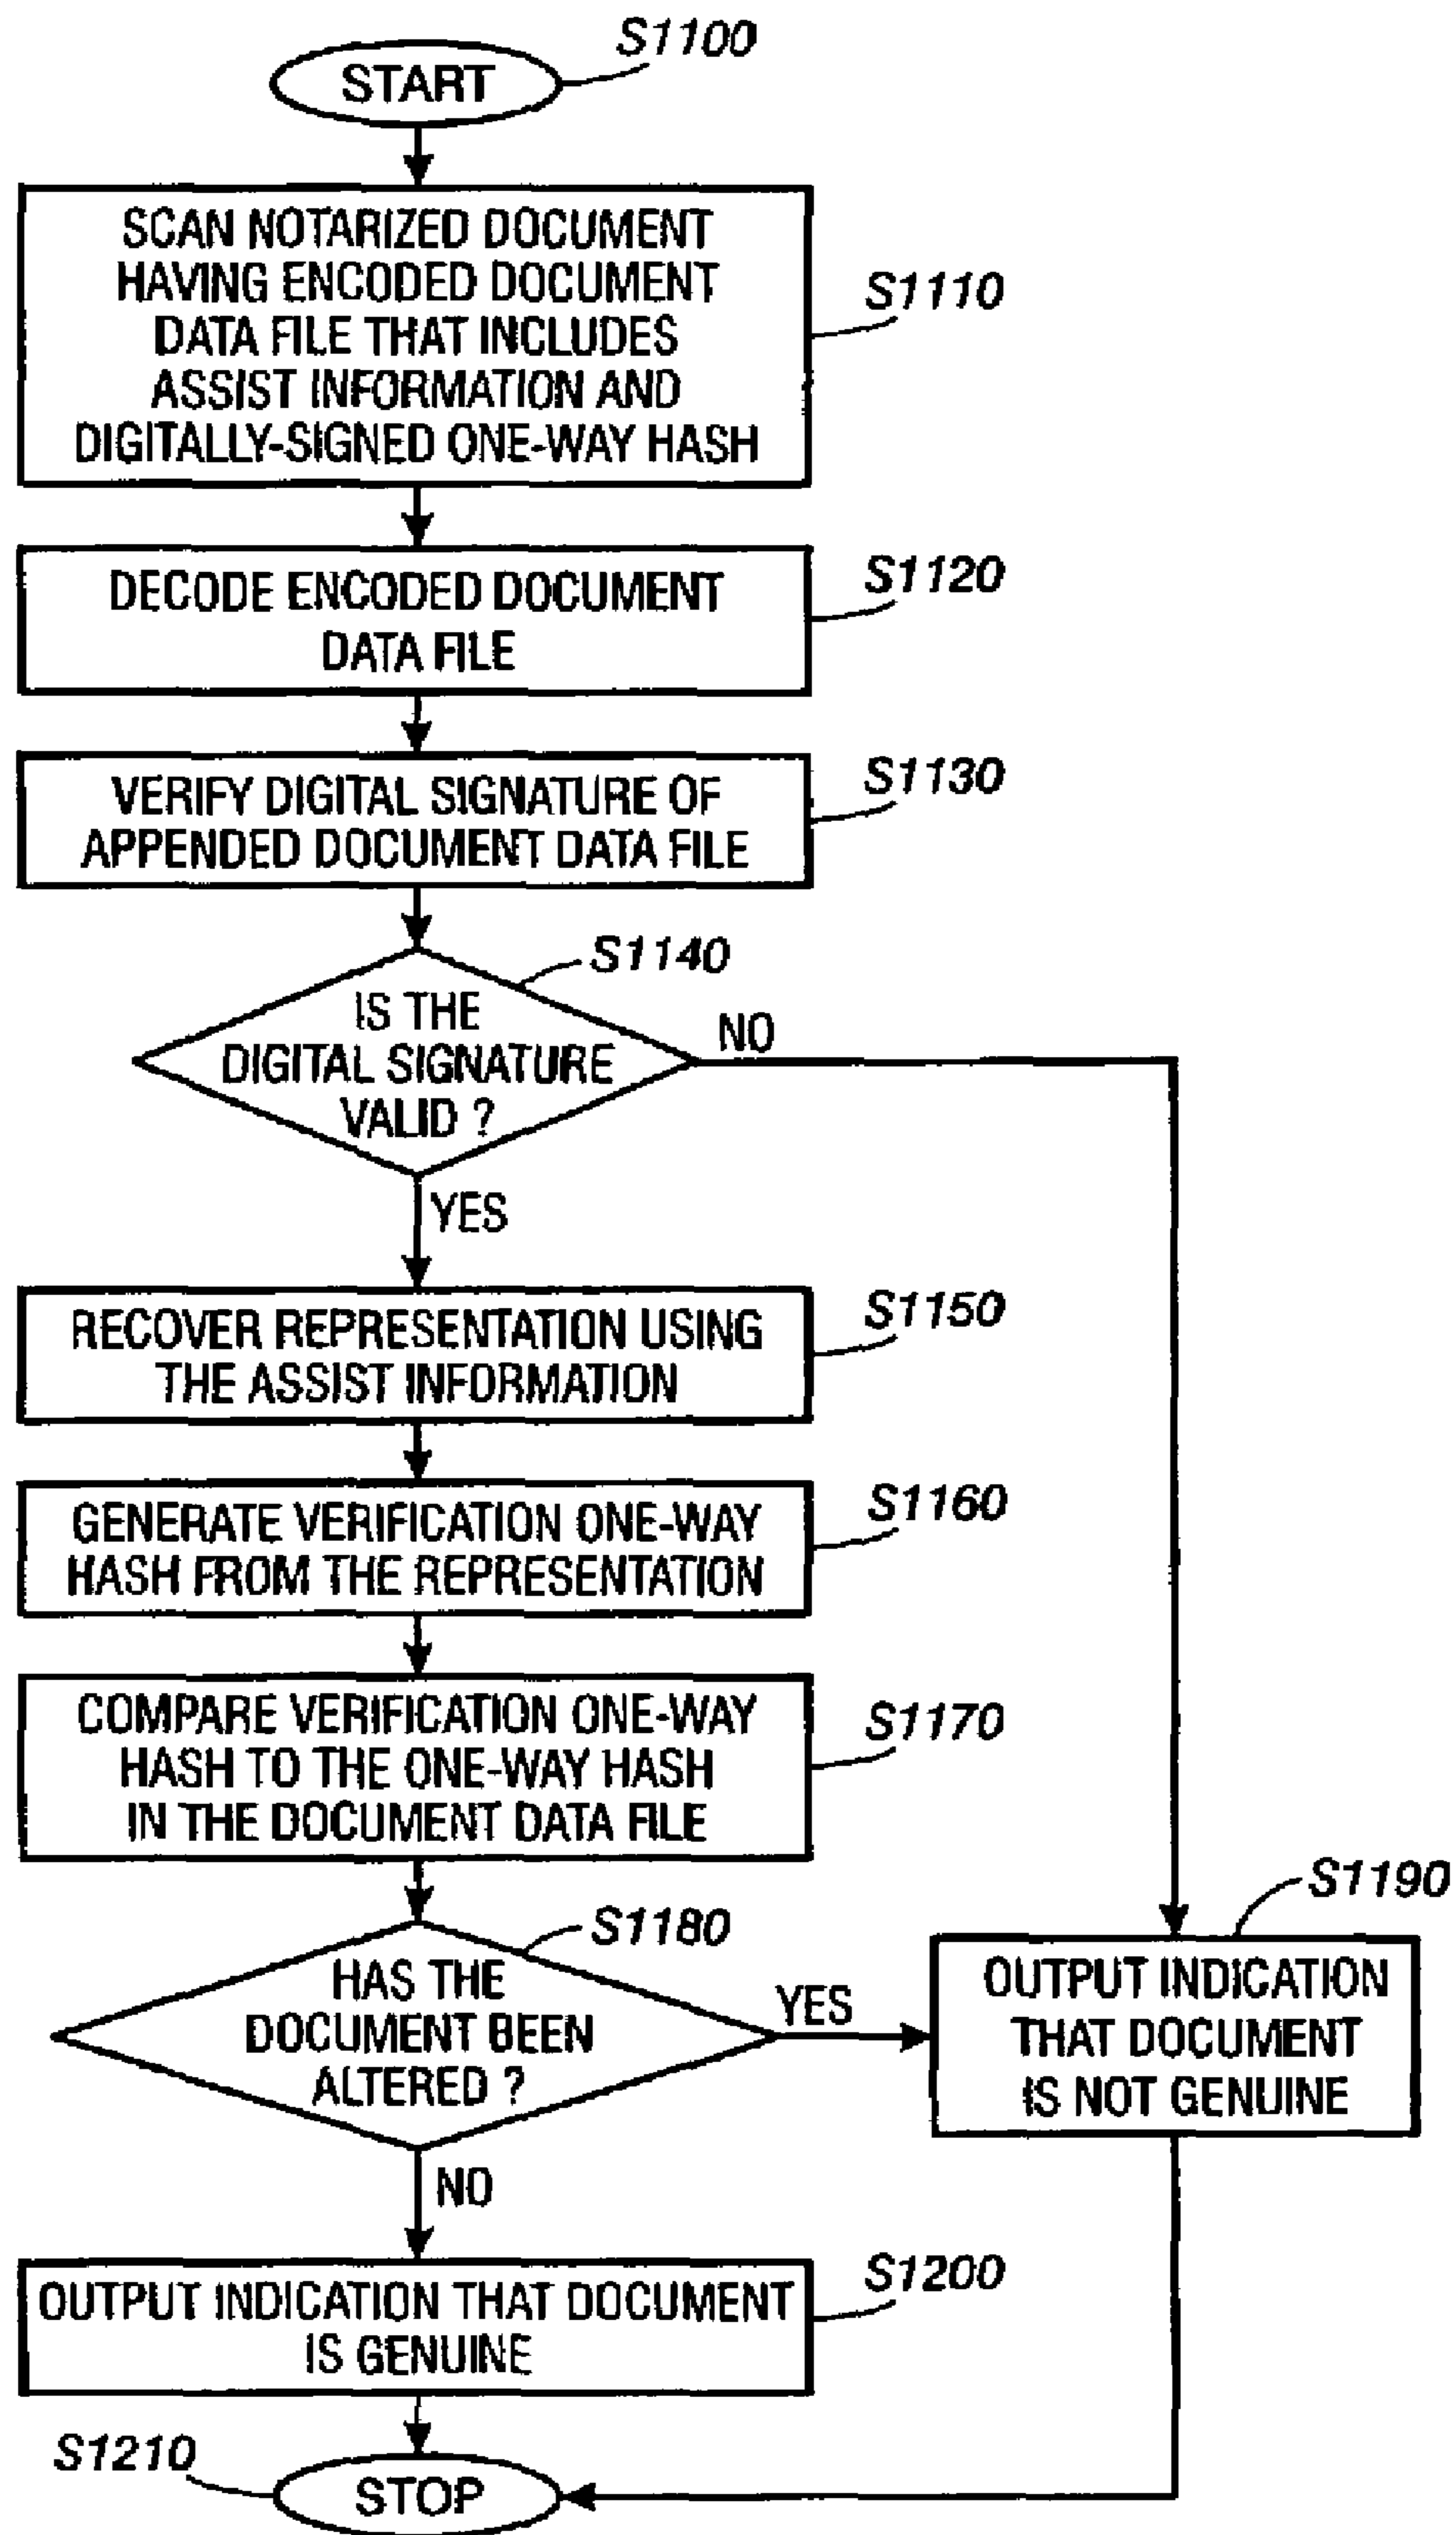 S1100
START
SCAN NOTARIZED DOCUMENT
HAVING ENCODED DOCUMENT
DATA FILE THAT INCLUDES
ASSIST INFORMATION AND
DIGITALLY-SIGNED ONE-WAY HASH
S1110
DECODE ENCODED DOCUMENT
DATA FILE
S1120
VERIFY DIGITAL SIGNATURE OF
APPENDED DOCUMENT DATA FILE
S1130
S1140
IS THE
DIGITAL SIGNATURE
VALID ?
NO
YES
RECOVER REPRESENTATION USING
THE ASSIST INFORMATION
S1150
GENERATE VERIFICATION ONE-WAY
HASH FROM THE REPRESENTATION
S1160
COMPARE VERIFICATION ONE-WAY
HASH TO THE ONE-WAY HASH
IN THE DOCUMENT DATA FILE
S1170
S1180
HAS THE
DOCUMENT BEEN
ALTERED ?
YES
S1190
OUTPUT INDICATION
THAT DOCUMENT
IS NOT GENUINE
NO
OUTPUT INDICATION THAT DOCUMENT
IS GENUINE
S1200
S1210
STOP